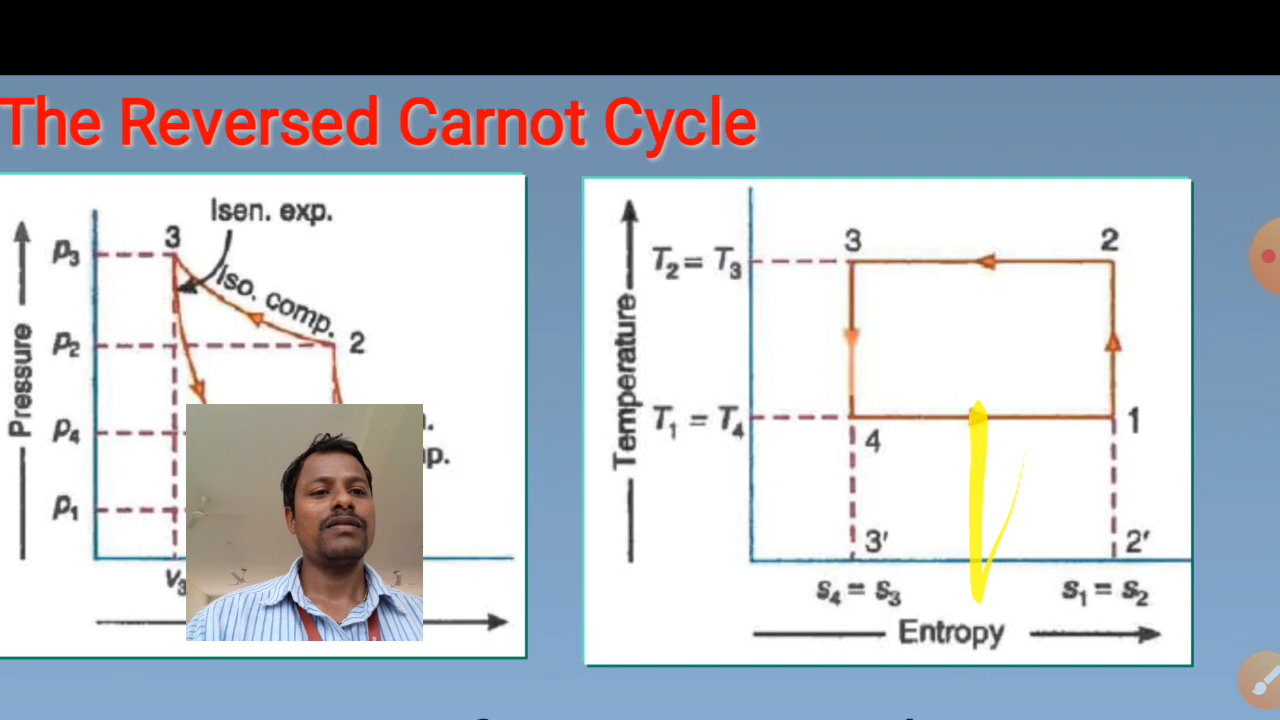 The Reversed Carnot Cycle
Isen. exp.
3
p₃
Iso. comp.
p₂
2
Pressure
p₄
p₁
v₃
3
2
T₂ = T₃
Temperature
T₁ = T₄
4
1
3′
2′
s₄ = s₃
s₁ = s₂
Entropy